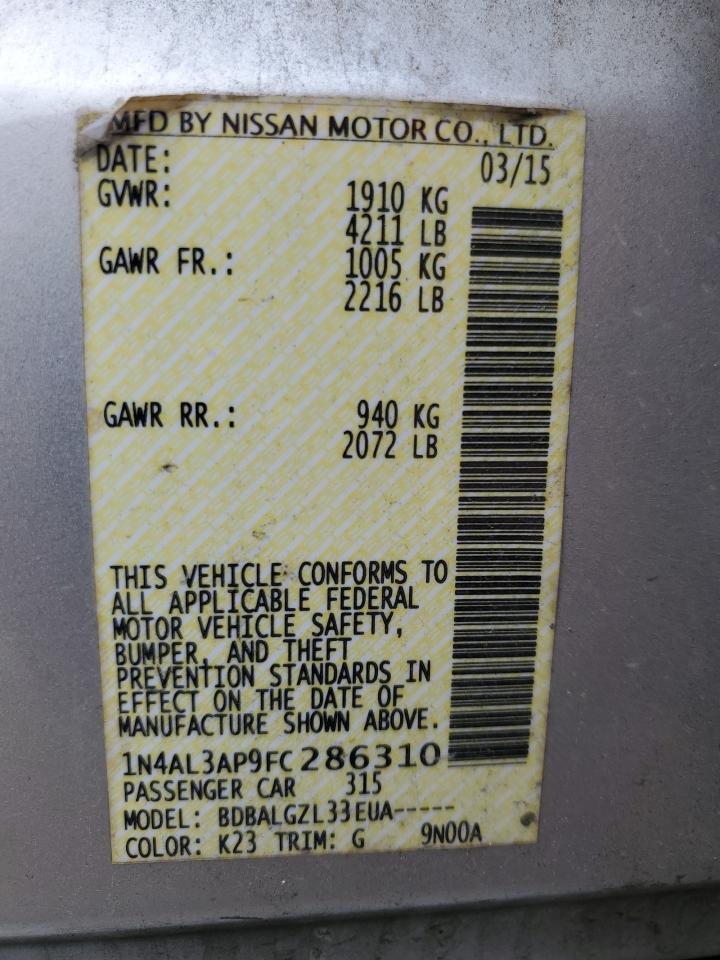 MFD BY NISSAN MOTOR CO., LTD.
DATE: 03/15
GVWR: 1910 KG
4211 LB
GAWR FR.: 1005 KG
2216 LB
GAWR RR.: 940 KG
2072 LB
THIS VEHICLE CONFORMS TO
ALL APPLICABLE FEDERAL
MOTOR VEHICLE SAFETY,
BUMPER, AND THEFT
PREVENTION STANDARDS IN
EFFECT ON THE DATE OF
MANUFACTURE SHOWN ABOVE.
1N4AL3AP9FC286310
PASSENGER CAR 315
MODEL: BDBALGZL33EUA-----
COLOR: K23 TRIM: G 9N00A